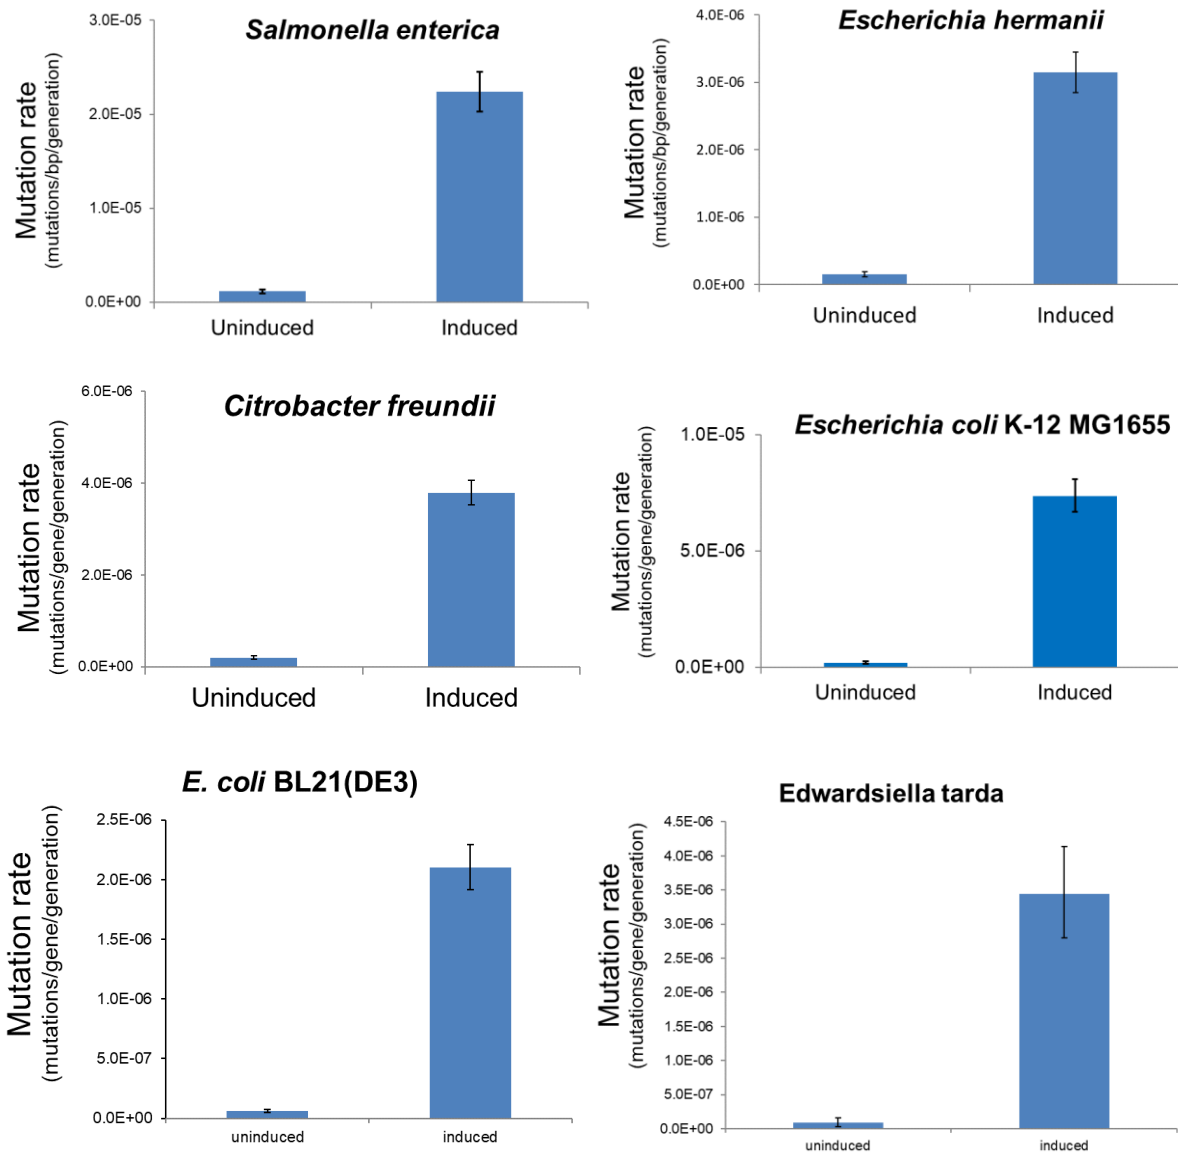 Salmonella enterica
Mutation rate
(mutations/bp/generation)
3.0E-05
2.0E-05
1.0E-05
0.0E+00
Uninduced Induced
Escherichia hermanii
Mutation rate
(mutations/bp/generation)
4.0E-06
3.0E-06
2.0E-06
1.0E-06
0.0E+00
Uninduced Induced
Citrobacter freundii
Mutation rate
(mutations/gene/generation)
6.0E-06
4.0E-06
2.0E-06
0.0E+00
Uninduced Induced
Escherichia coli K-12 MG1655
Mutation rate
(mutations/gene/generation)
1.0E-05
5.0E-06
0.0E+00
Uninduced Induced
E. coli BL21(DE3)
Mutation rate
(mutations/gene/generation)
2.5E-06
2.0E-06
1.5E-06
1.0E-06
5.0E-07
0.0E+00
uninduced induced
Edwardsiella tarda
Mutation rate
(mutations/gene/generation)
4.5E-06
4.0E-06
3.5E-06
3.0E-06
2.5E-06
2.0E-06
1.5E-06
1.0E-06
5.0E-07
0.0E+00
uninduced induced